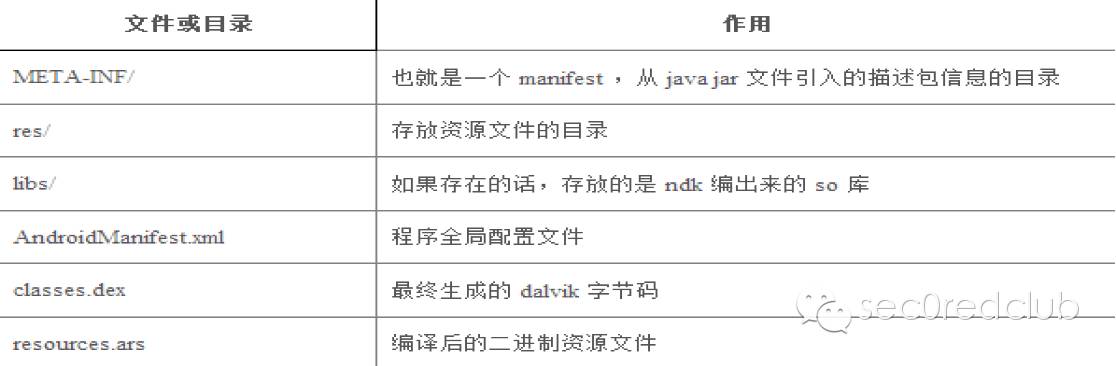 文件或目录 作用
META-INF/ 也就是一个 manifest ，从 java jar 文件引入的描述包信息的目录
res/ 存放资源文件的目录
libs/ 如果存在的话，存放的是 ndk 编出来的 so 库
AndroidManifest.xml 程序全局配置文件
classes.dex 最终生成的 dalvik 字节码
sec0redclub
resources.ars 编译后的二进制资源文件